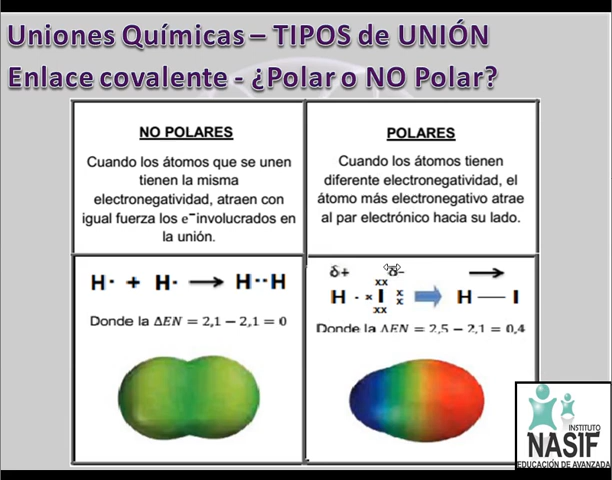 Uniones Químicas – TIPOS de UNIÓN
Enlace covalente - ¿Polar o NO Polar?
NO POLARES
Cuando los átomos que se unen
tienen la misma
electronegatividad, atraen con
igual fuerza los e⁻involucrados en
la unión.
POLARES
Cuando los átomos tienen
diferente electronegatividad, el
átomo más electronegativo atrae
al par electrónico hacia su lado.
H· + H· ⟶ H··H
Donde la ΔEN = 2,1 − 2,1 = 0
δ+ δ-
xx
H · x I x x H — I
xx
Donde la ΔEN = 2,5 − 2,1 = 0,4
INSTITUTO
NASIF
EDUCACIÓN DE AVANZADA